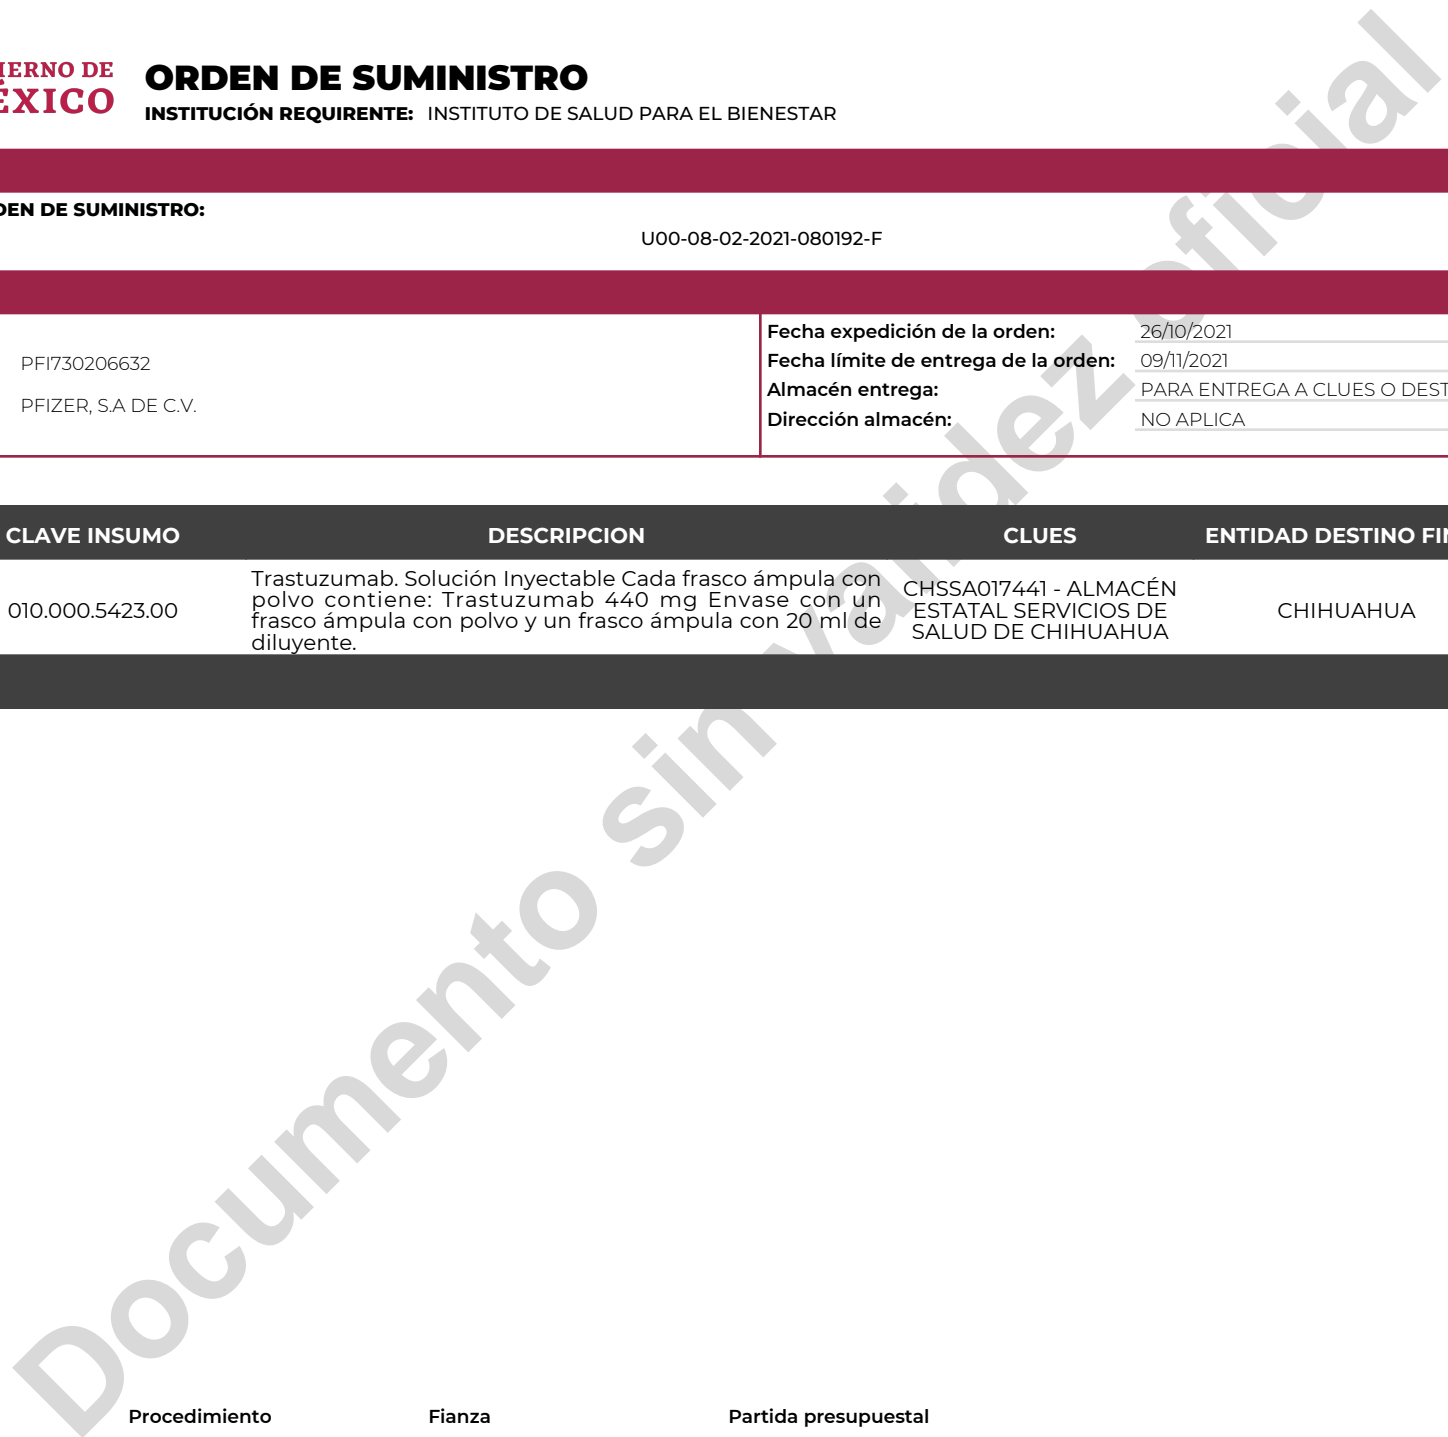 IERNO DE
ÉXICO
ORDEN DE SUMINISTRO
INSTITUCIÓN REQUIRENTE: INSTITUTO DE SALUD PARA EL BIENESTAR
DEN DE SUMINISTRO:
U00-08-02-2021-080192-F
PFI730206632
PFIZER, S.A DE C.V.
Fecha expedición de la orden: 26/10/2021
Fecha límite de entrega de la orden: 09/11/2021
Almacén entrega: PARA ENTREGA A CLUES O DEST
Dirección almacén: NO APLICA
CLAVE INSUMO DESCRIPCION CLUES ENTIDAD DESTINO FIN
010.000.5423.00
Trastuzumab. Solución Inyectable Cada frasco ámpula con
polvo contiene: Trastuzumab 440 mg Envase con un
frasco ámpula con polvo y un frasco ámpula con 20 ml de
diluyente.
CHSSA017441 - ALMACÉN
ESTATAL SERVICIOS DE
SALUD DE CHIHUAHUA
CHIHUAHUA
Documento sin validez oficial
Procedimiento Fianza Partida presupuestal